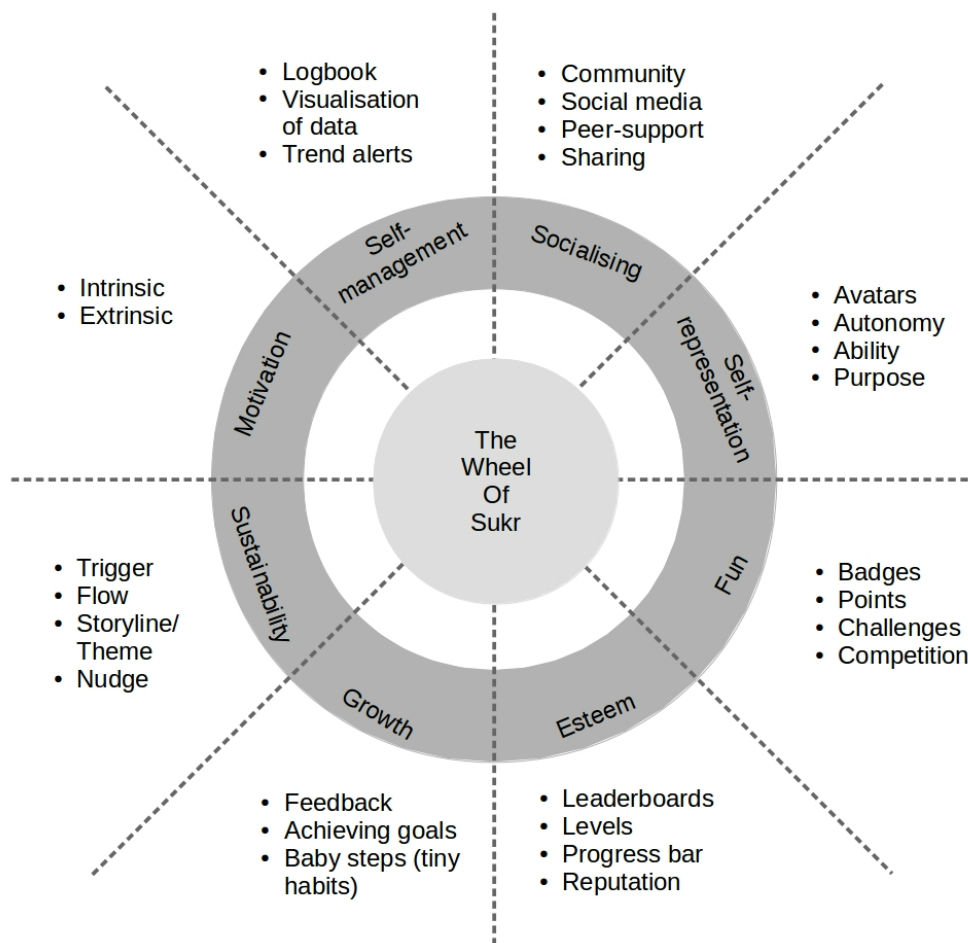 • Logbook
• Visualisation
of data
• Trend alerts
• Community
• Social media
• Peer-support
• Sharing
Self-
management
Socialising
• Intrinsic
• Extrinsic
Motivation
Self-
representation
• Avatars
• Autonomy
• Ability
• Purpose
The
Wheel
Of
Sukr
• Trigger
• Flow
• Storyline/
Theme
• Nudge
Sustainability
Fun
• Badges
• Points
• Challenges
• Competition
Growth
Esteem
• Feedback
• Achieving goals
• Baby steps (tiny
habits)
• Leaderboards
• Levels
• Progress bar
• Reputation